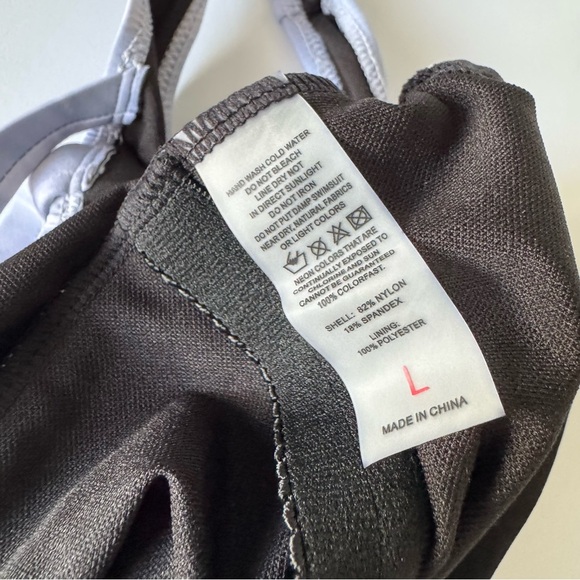 HAND WASH COLD WATER
DO NOT BLEACH
LINE DRY NOT
IN DIRECT SUNLIGHT
DO NOT IRON
DO NOT PUT DAMP SWIMSUIT
NEAR DRY, NATURAL FABRICS
OR LIGHT COLORS
NEON COLORS THAT ARE
CONTINUALLY EXPOSED TO
CHLORINE AND SUN
CANNOT BE GUARANTEED
100% COLORFAST.
SHELL: 82% NYLON
18% SPANDEX
LINING:
100% POLYESTER
L
MADE IN CHINA